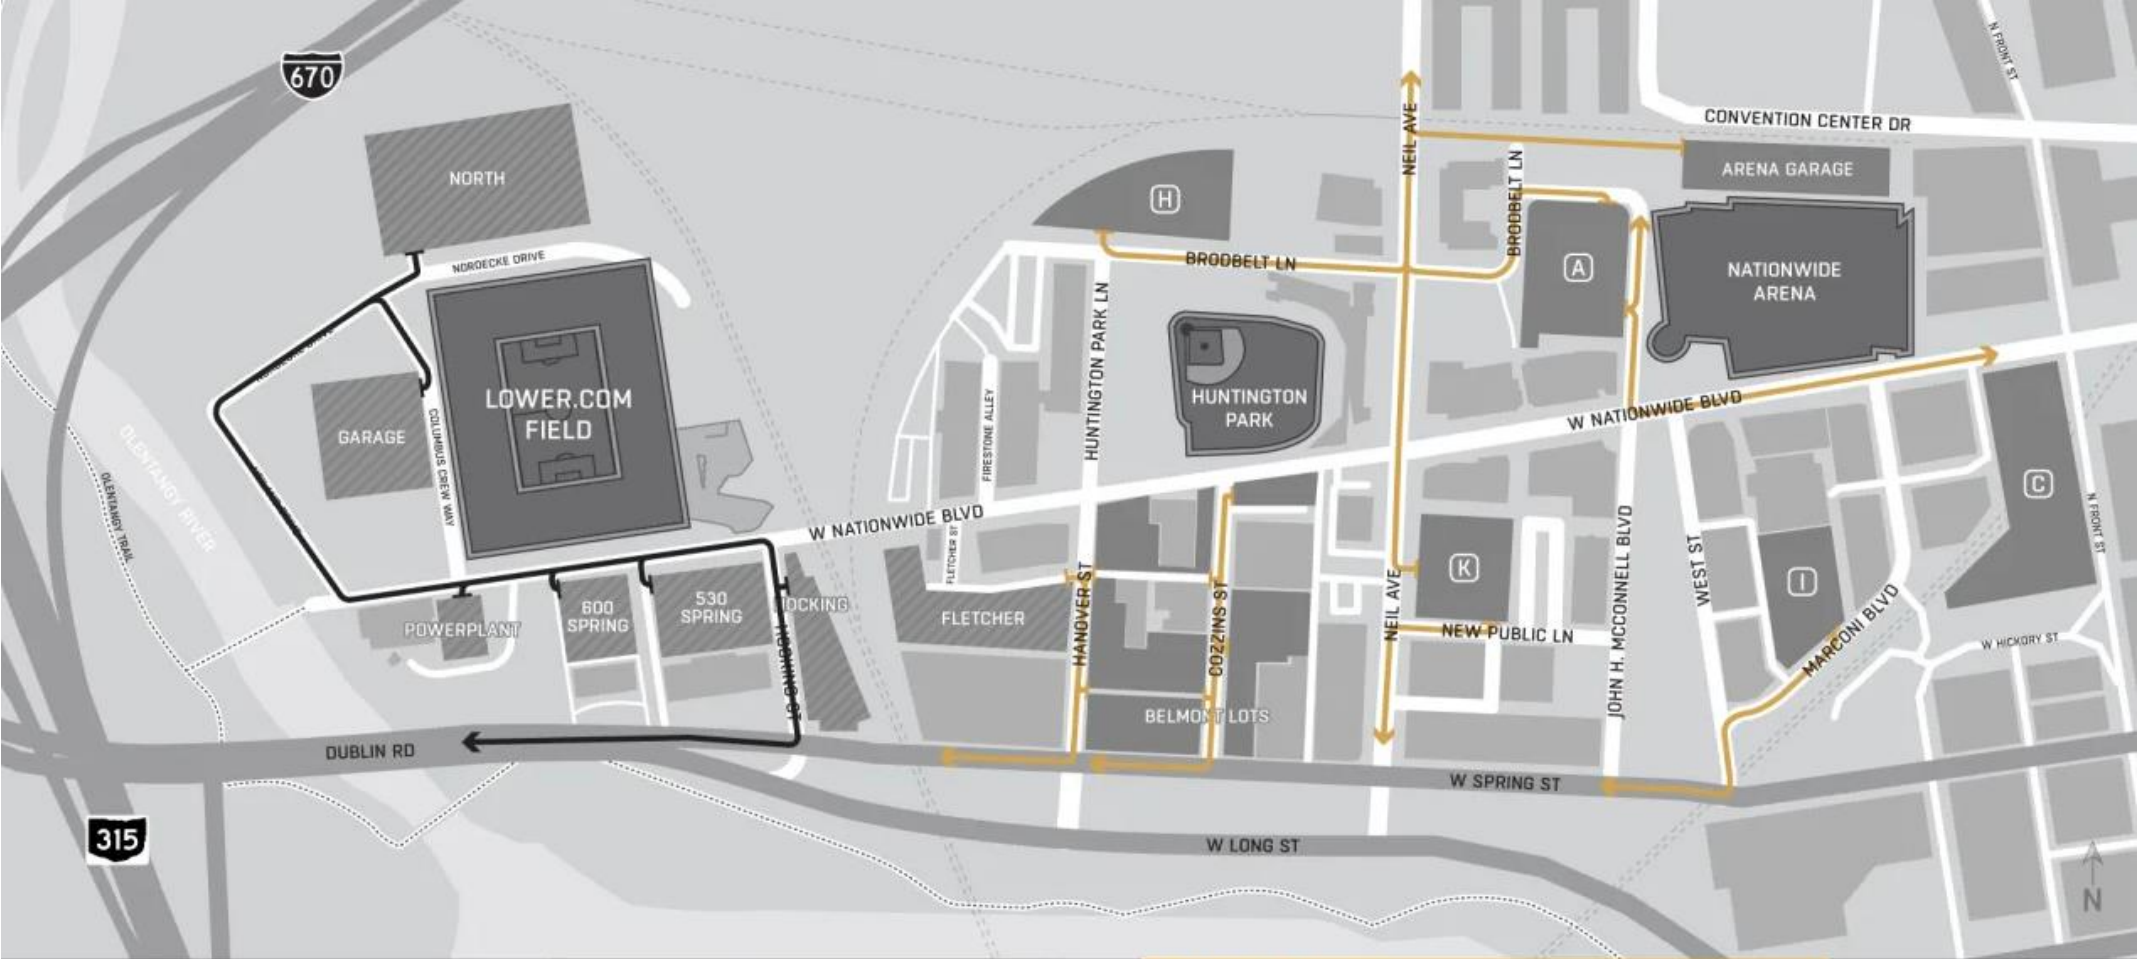 670
N FRONT ST
CONVENTION CENTER DR
NEIL AVE
ARENA GARAGE
BRODBELT LN
NORTH
H
NORDECKE DRIVE
BRODBELT LN
A
NATIONWIDE
ARENA
HUNTINGTON PARK LN
LOWER.COM
FIELD
HUNTINGTON
PARK
W NATIONWIDE BLVD
GARAGE
COLUMBUS CREW WAY
FIRESTONE ALLEY
OLENTANGY RIVER
OLENTANGY TRAIL
C
N FRONT ST
W NATIONWIDE BLVD
FLETCHER ST
JOHN H. MCCONNELL BLVD
WEST ST
K
I
HANOVER ST
COZZINS ST
NEIL AVE
600
SPRING
530
SPRING
HOCKING
HOCKING ST
POWERPLANT
FLETCHER
NEW PUBLIC LN
MARCONI BLVD
W HICKORY ST
BELMONT LOTS
DUBLIN RD
W SPRING ST
315
W LONG ST
N